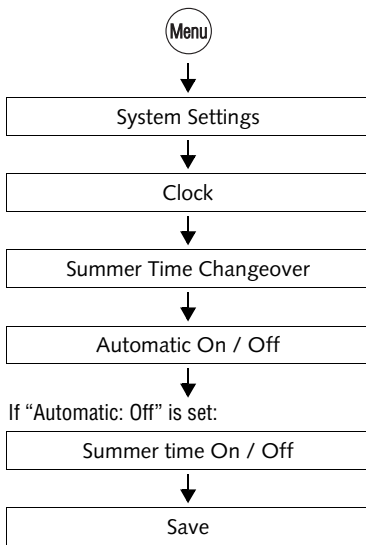 Menu
System Settings
Clock
Summer Time Changeover
Automatic On / Off
If “Automatic: Off” is set:
Summer time On / Off
Save